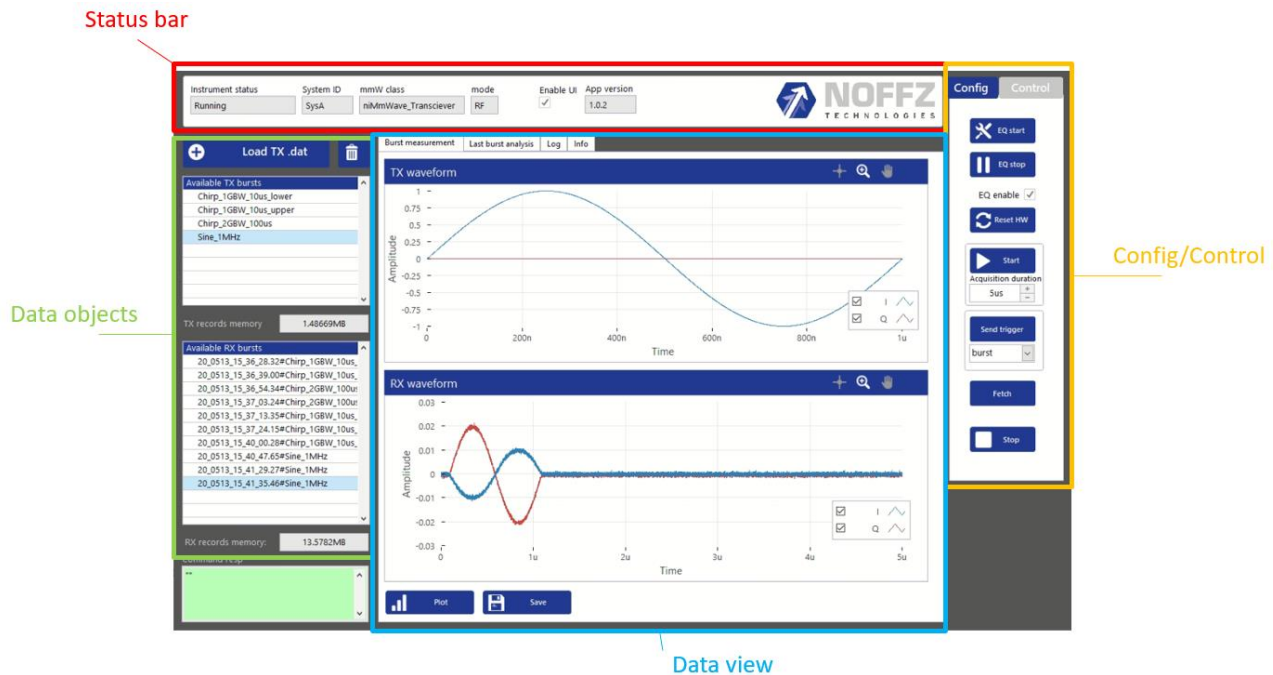 Status bar
Instrument status System ID mmW class mode Enable UI App version
Running SysA niMmWave_Transciever RF 1.0.2
NOFFZ
TECHNOLOGIES
Config Control
Load TX .dat
Available TX bursts
Chirp_1GBW_10us_lower
Chirp_1GBW_10us_upper
Chirp_2GBW_100us
Sine_1MHz
TX records memory 1.48669MB
Available RX bursts
20_0513_15_36_28.32#Chirp_1GBW_10us_
20_0513_15_36_39.00#Chirp_1GBW_10us_
20_0513_15_36_54.34#Chirp_2GBW_100us
20_0513_15_37_03.24#Chirp_2GBW_100us
20_0513_15_37_13.35#Chirp_1GBW_10us_
20_0513_15_37_24.15#Chirp_1GBW_10us_
20_0513_15_40_00.28#Chirp_1GBW_10us_
20_0513_15_40_47.65#Sine_1MHz
20_0513_15_41_29.27#Sine_1MHz
20_0513_15_41_35.46#Sine_1MHz
RX records memory: 13.5782MB
Command resp
--
Data objects
Burst measurement Last burst analysis Log Info
TX waveform
Amplitude
1
0.75
0.5
0.25
0
-0.25
-0.5
-0.75
-1
0 200n 400n 600n 800n 1u
Time
I
Q
RX waveform
Amplitude
0.03
0.02
0.01
0
-0.01
-0.02
-0.03
0 1u 2u 3u 4u 5u
Time
I
Q
Plot Save
Data view
EQ start
EQ stop
EQ enable
Reset HW
Start
Acquisition duration
5us
Send trigger
burst
Fetch
Stop
Config/Control